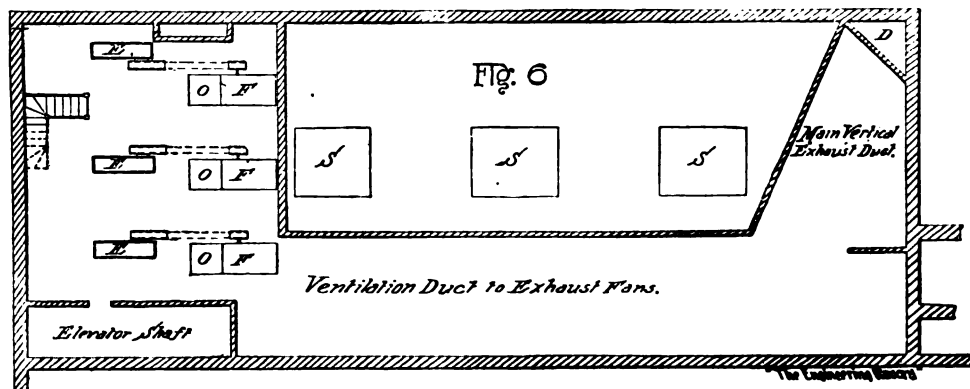 E
O F
Fig. 6
D
Main Vertical
Exhaust Duct.
S S S
E
O F
E
O F
Ventilation Duct to Exhaust Fans.
Elevator Shaft
"The Engineering Record"